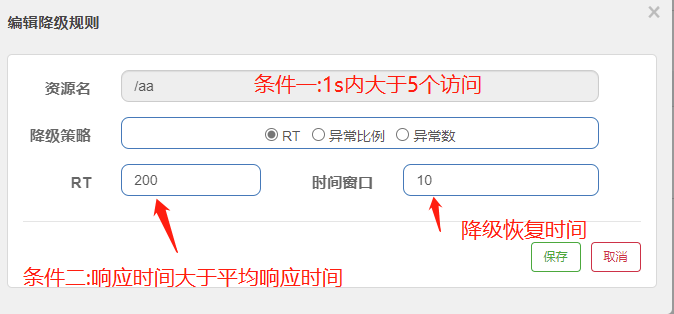 编辑降级规则
×
资源名
/aa
条件一:1s内大于5个访问
降级策略
RT
异常比例
异常数
RT
200
时间窗口
10
降级恢复时间
条件二:响应时间大于平均响应时间
保存
取消